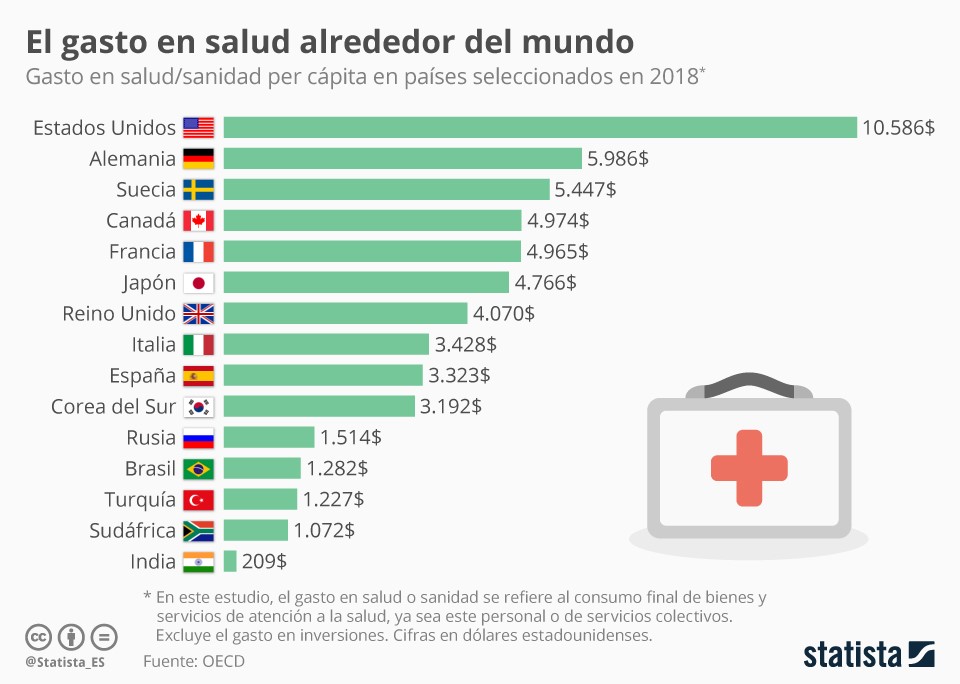 El gasto en salud alrededor del mundo
Gasto en salud/sanidad per cápita en países seleccionados en 2018*
Estados Unidos 10.586$
Alemania 5.986$
Suecia 5.447$
Canadá 4.974$
Francia 4.965$
Japón 4.766$
Reino Unido 4.070$
Italia 3.428$
España 3.323$
Corea del Sur 3.192$
Rusia 1.514$
Brasil 1.282$
Turquía 1.227$
Sudáfrica 1.072$
India 209$
* En este estudio, el gasto en salud o sanidad se refiere al consumo final de bienes y
servicios de atención a la salud, ya sea este personal o de servicios colectivos.
Excluye el gasto en inversiones. Cifras en dólares estadounidenses.
cc
@Statista_ES
Fuente: OECD
statista